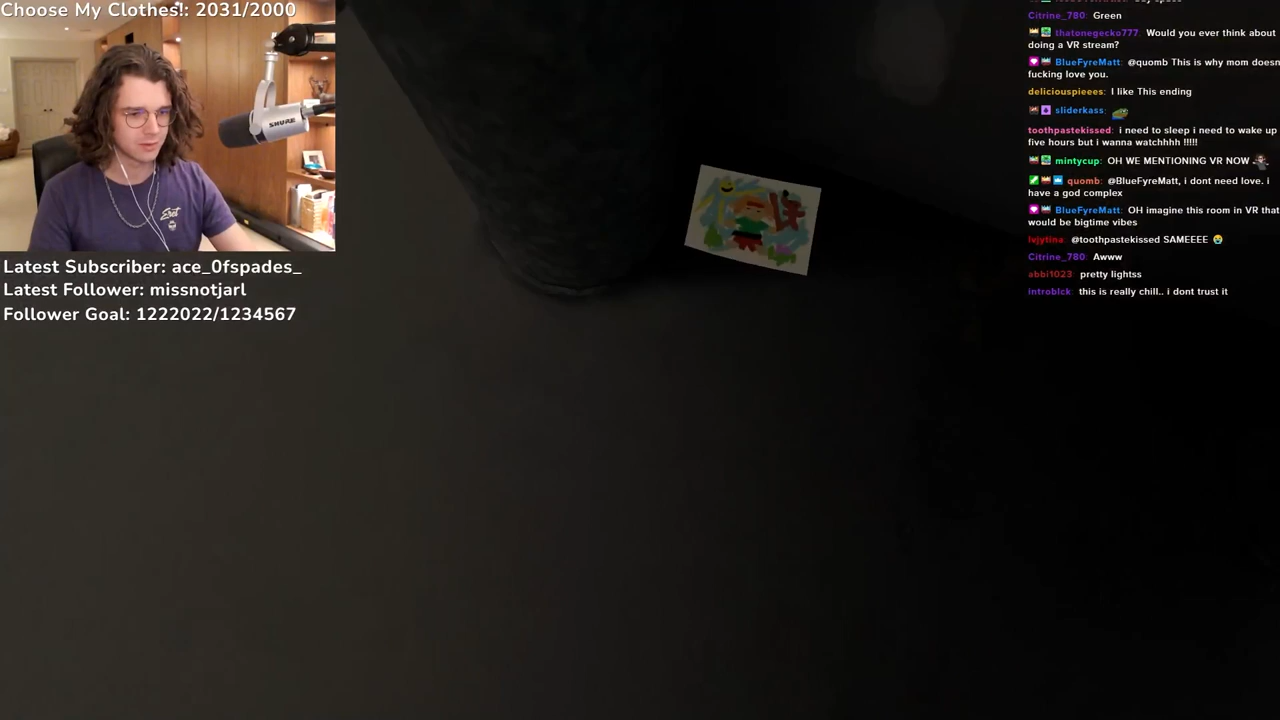 Choose My Clothes!: 2031/2000
SHURE
Eret
Latest Subscriber: ace_0fspades_
Latest Follower: missnotjarl
Follower Goal: 1222022/1234567
Citrine_780: Green
thatonegecko777: Would you ever think about
doing a VR stream?
BlueFyreMatt: @quomb This is why mom doesn
fucking love you.
deliciouspieees: I like This ending
sliderkass:
toothpastekissed: i need to sleep i need to wake up
five hours but i wanna watchhhh !!!!!
mintycup: OH WE MENTIONING VR NOW
quomb: @BlueFyreMatt, i dont need love. i
have a god complex
BlueFyreMatt: OH imagine this room in VR that
would be bigtime vibes
lvjytina: @toothpastekissed SAMEEEE 😭
Citrine_780: Awww
abbi1023: pretty lightss
introblck: this is really chill.. i dont trust it